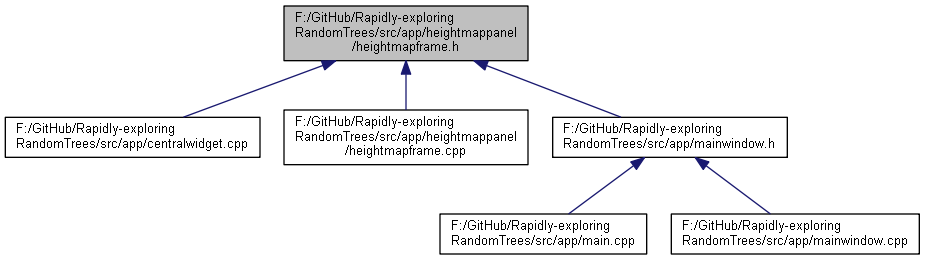 F:/GitHub/Rapidly-exploring
RandomTrees/src/app/heightmappanel
/heightmapframe.h
F:/GitHub/Rapidly-exploring
RandomTrees/src/app/centralwidget.cpp
F:/GitHub/Rapidly-exploring
RandomTrees/src/app/heightmappanel
/heightmapframe.cpp
F:/GitHub/Rapidly-exploring
RandomTrees/src/app/mainwindow.h
F:/GitHub/Rapidly-exploring
RandomTrees/src/app/main.cpp
F:/GitHub/Rapidly-exploring
RandomTrees/src/app/mainwindow.cpp